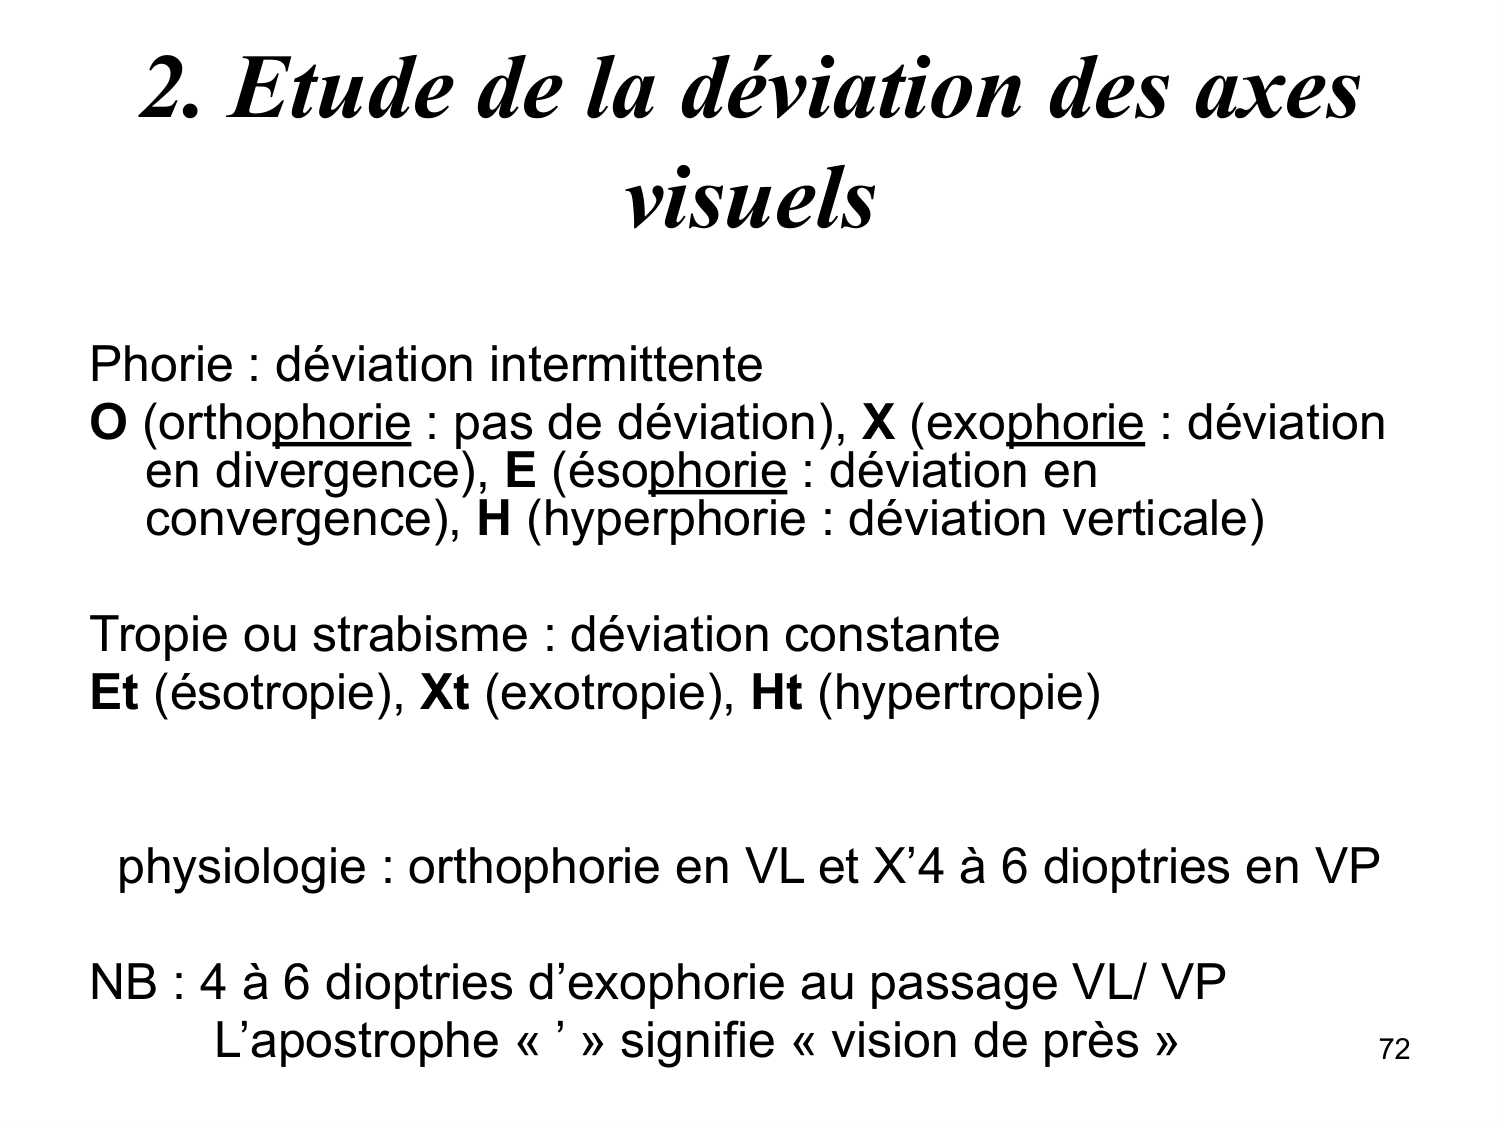 2. Etude de la déviation des axes
visuels
Phorie : déviation intermittente
O (orthophorie : pas de déviation), X (exophorie : déviation
en divergence), E (ésophorie : déviation en
convergence), H (hyperphorie : déviation verticale)
Tropie ou strabisme : déviation constante
Et (ésotropie), Xt (exotropie), Ht (hypertropie)
physiologie : orthophorie en VL et X’4 à 6 dioptries en VP
NB : 4 à 6 dioptries d’exophorie au passage VL/ VP
L’apostrophe « ’ » signifie « vision de près »
72